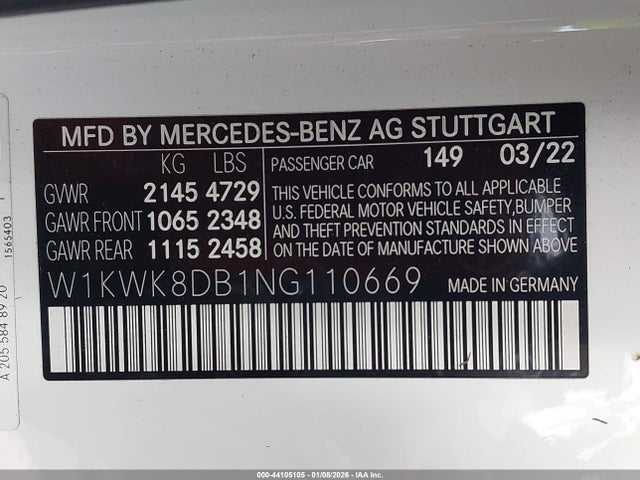 MFD BY MERCEDES-BENZ AG STUTTGART
KG LBS
GVWR 2145 4729
GAWR FRONT 1065 2348
GAWR REAR 1115 2458
PASSENGER CAR 149 03/22
THIS VEHICLE CONFORMS TO ALL APPLICABLE
U.S. FEDERAL MOTOR VEHICLE SAFETY,BUMPER
AND THEFT PREVENTION STANDARDS IN EFFECT
ON THE DATE OF MANUFACTURE SHOWN ABOVE
W1KWK8DB1NG110669 MADE IN GERMANY
A 205 584 89 20
1565403
000-44105105 - 01/08/2026 - IAAI.COM